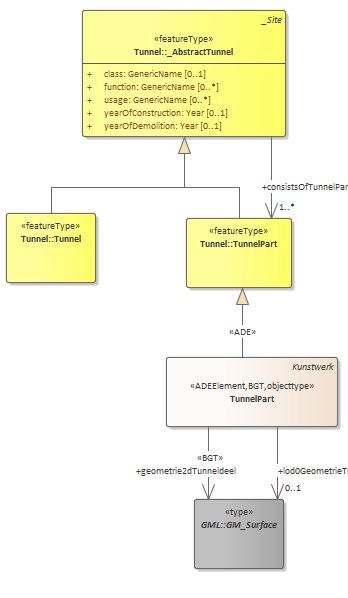 _Site
«featureType»
Tunnel::_AbstractTunnel
+ class: GenericName [0..1]
+ function: GenericName [0..*]
+ usage: GenericName [0..*]
+ yearOfConstruction: Year [0..1]
+ yearOfDemolition: Year [0..1]
+consistsOfTunnelPar
1..*
«featureType»
Tunnel::Tunnel
«featureType»
Tunnel::TunnelPart
«ADE»
Kunstwerk
«ADEElement,BGT,objecttype»
TunnelPart
«BGT»
+geometrie2dTunneldeel
+lod0GeometrieT
0..1
«type»
GML::GM_Surface